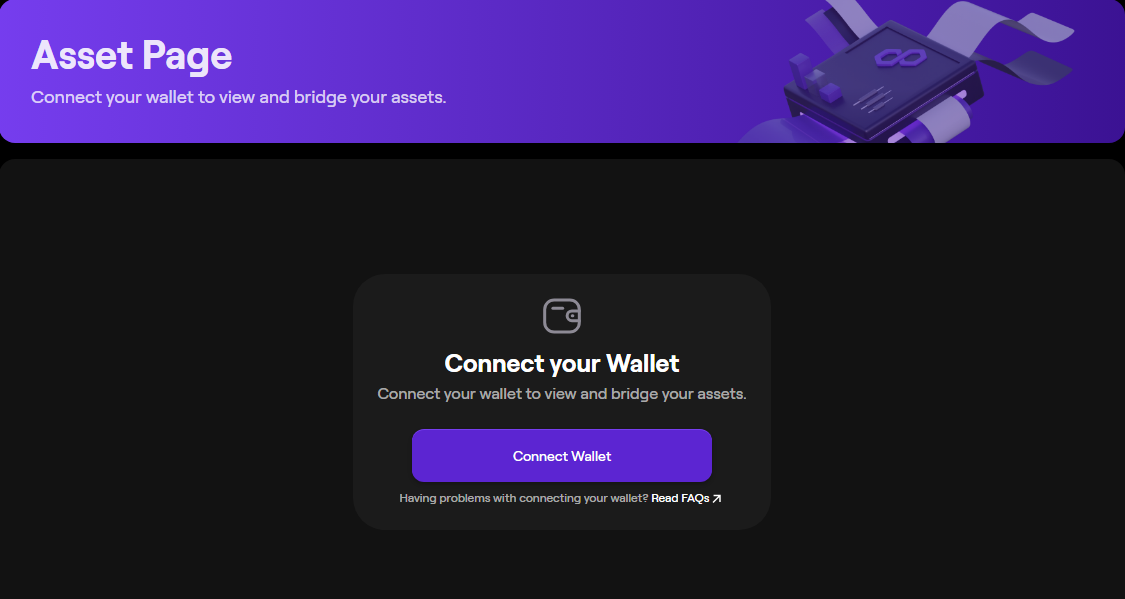 Asset Page
Connect your wallet to view and bridge your assets.
Connect your Wallet
Connect your wallet to view and bridge your assets.
Connect Wallet
Having problems with connecting your wallet? Read FAQs